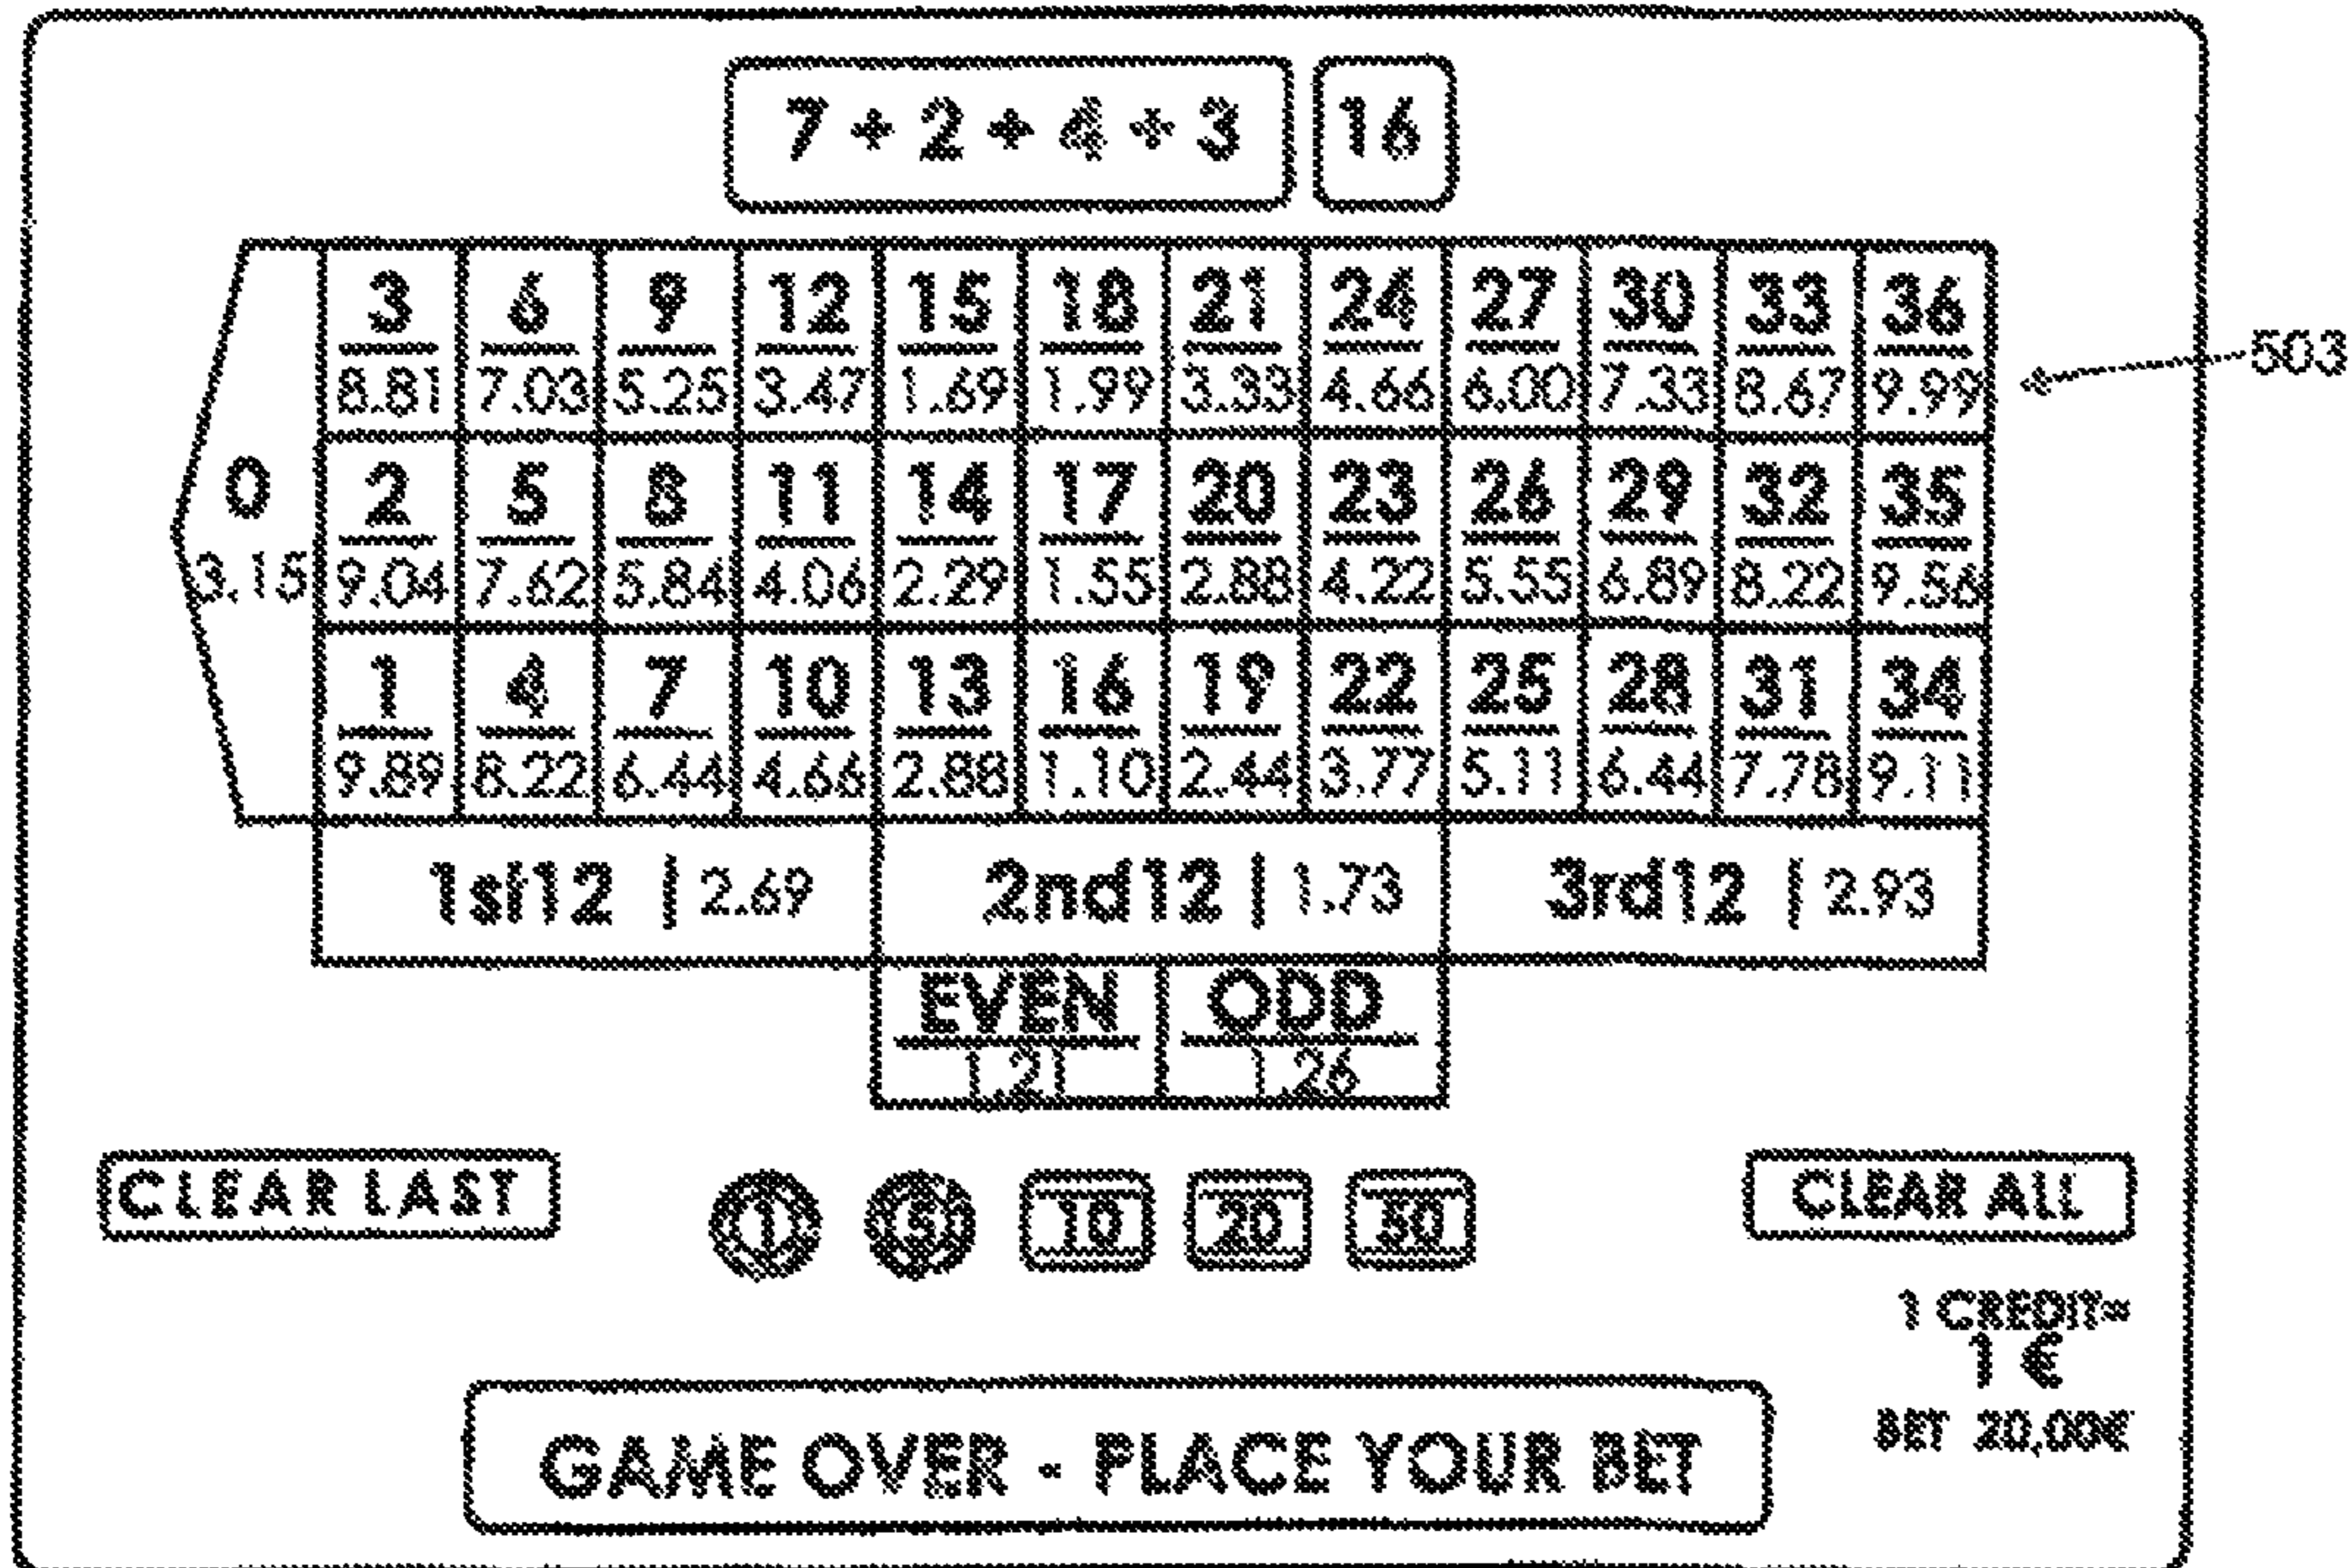 7 + 2 + 4 + 3 16
3 6 9 12 15 18 21 24 27 30 33 36
8.81 7.03 5.25 3.47 1.69 1.99 3.33 4.66 6.00 7.33 8.67 9.99
503
0 2 5 8 11 14 17 20 23 26 29 32 35
3.15 9.04 7.62 5.84 4.06 2.29 1.55 2.88 4.22 5.55 6.89 8.22 9.56
1 4 7 10 13 16 19 22 25 28 31 34
9.89 8.22 6.44 4.66 2.88 1.10 2.44 3.77 5.11 6.44 7.78 9.11
1st12 | 2.69 2nd12 | 1.73 3rd12 | 2.93
EVEN ODD
1.21 1.26
CLEAR LAST 1 5 10 20 50 CLEAR ALL
1 CREDIT=
1 €
BET 20,00€
GAME OVER - PLACE YOUR BET